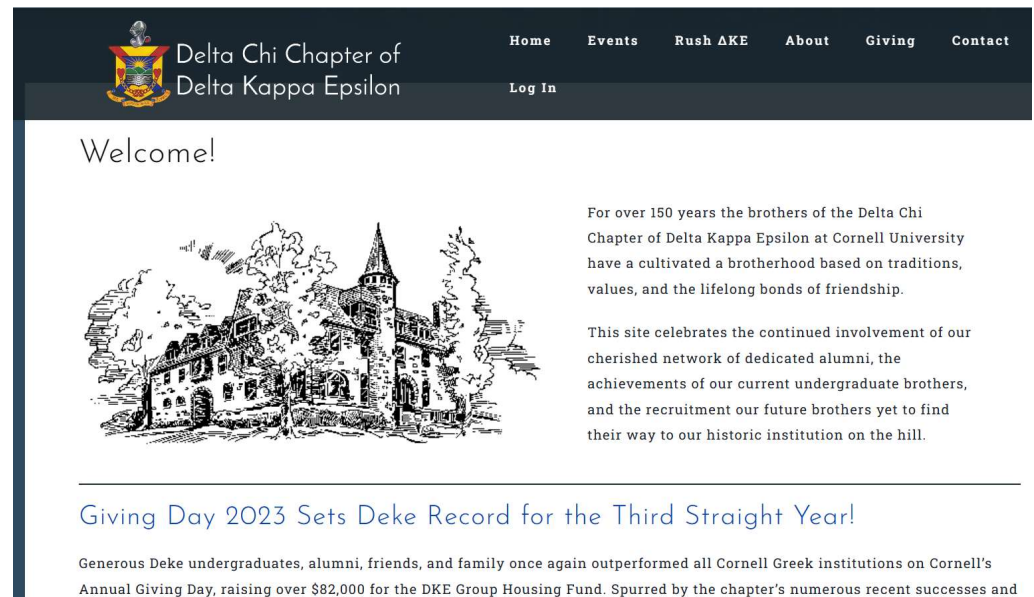 Delta Chi Chapter of
Delta Kappa Epsilon
Home Events Rush ΔKE About Giving Contact
Log In
Welcome!
For over 150 years the brothers of the Delta Chi
Chapter of Delta Kappa Epsilon at Cornell University
have a cultivated a brotherhood based on traditions,
values, and the lifelong bonds of friendship.
This site celebrates the continued involvement of our
cherished network of dedicated alumni, the
achievements of our current undergraduate brothers,
and the recruitment our future brothers yet to find
their way to our historic institution on the hill.
Giving Day 2023 Sets Deke Record for the Third Straight Year!
Generous Deke undergraduates, alumni, friends, and family once again outperformed all Cornell Greek institutions on Cornell's
Annual Giving Day, raising over $82,000 for the DKE Group Housing Fund. Spurred by the chapter's numerous recent successes and